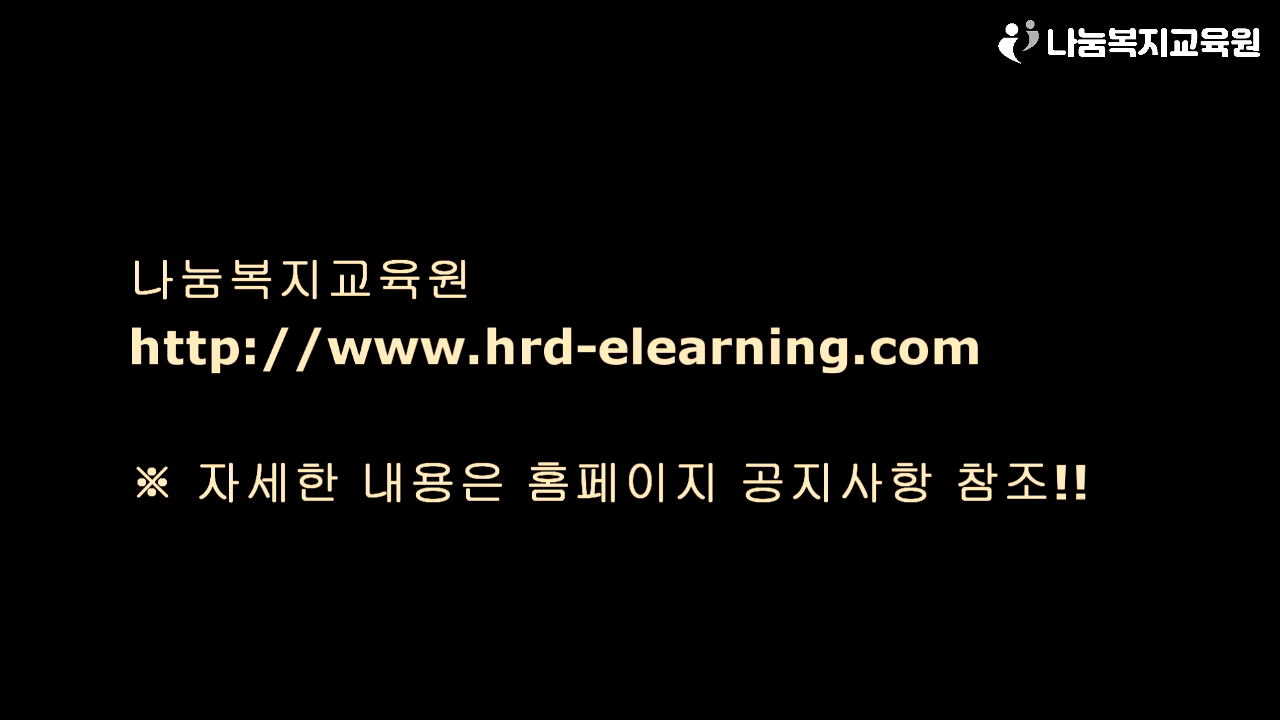 나눔복지교육원
나눔복지교육원
http://www.hrd-elearning.com
※ 자세한 내용은 홈페이지 공지사항 참조!!